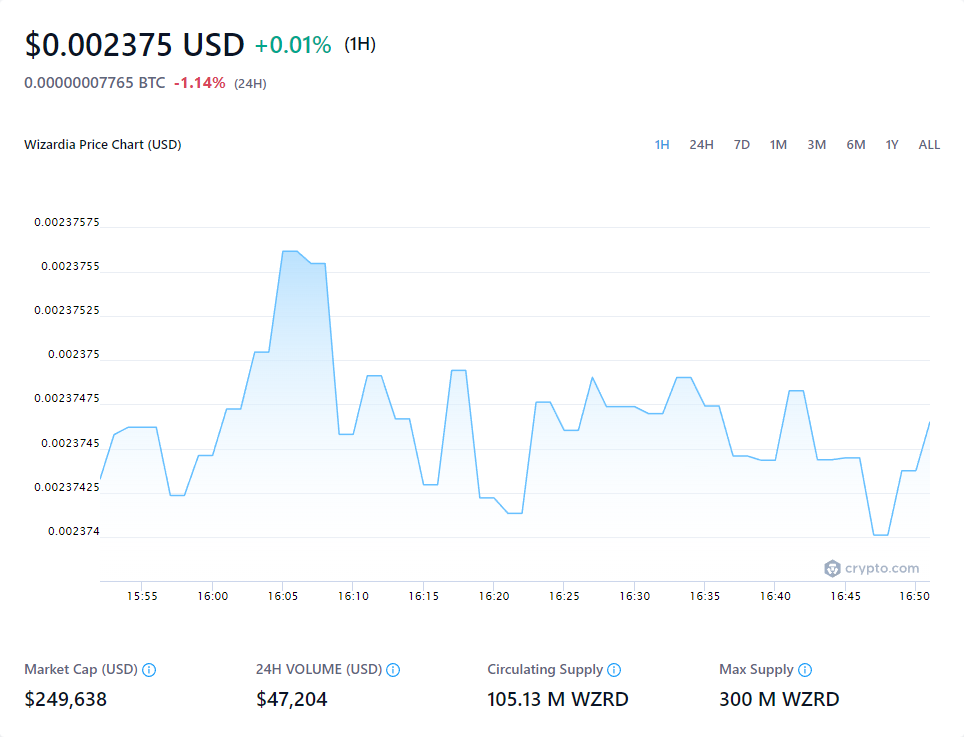 $0.002375 USD +0.01% (1H)
0.00000007765 BTC -1.14% (24H)
Wizardia Price Chart (USD) 1H 24H 7D 1M 3M 6M 1Y ALL
0.00237575
0.0023755
0.00237525
0.002375
0.00237475
0.0023745
0.00237425
0.002374
crypto.com
15:55 16:00 16:05 16:10 16:15 16:20 16:25 16:30 16:35 16:40 16:45 16:50
Market Cap (USD) 24H VOLUME (USD) Circulating Supply Max Supply
$249,638 $47,204 105.13 M WZRD 300 M WZRD